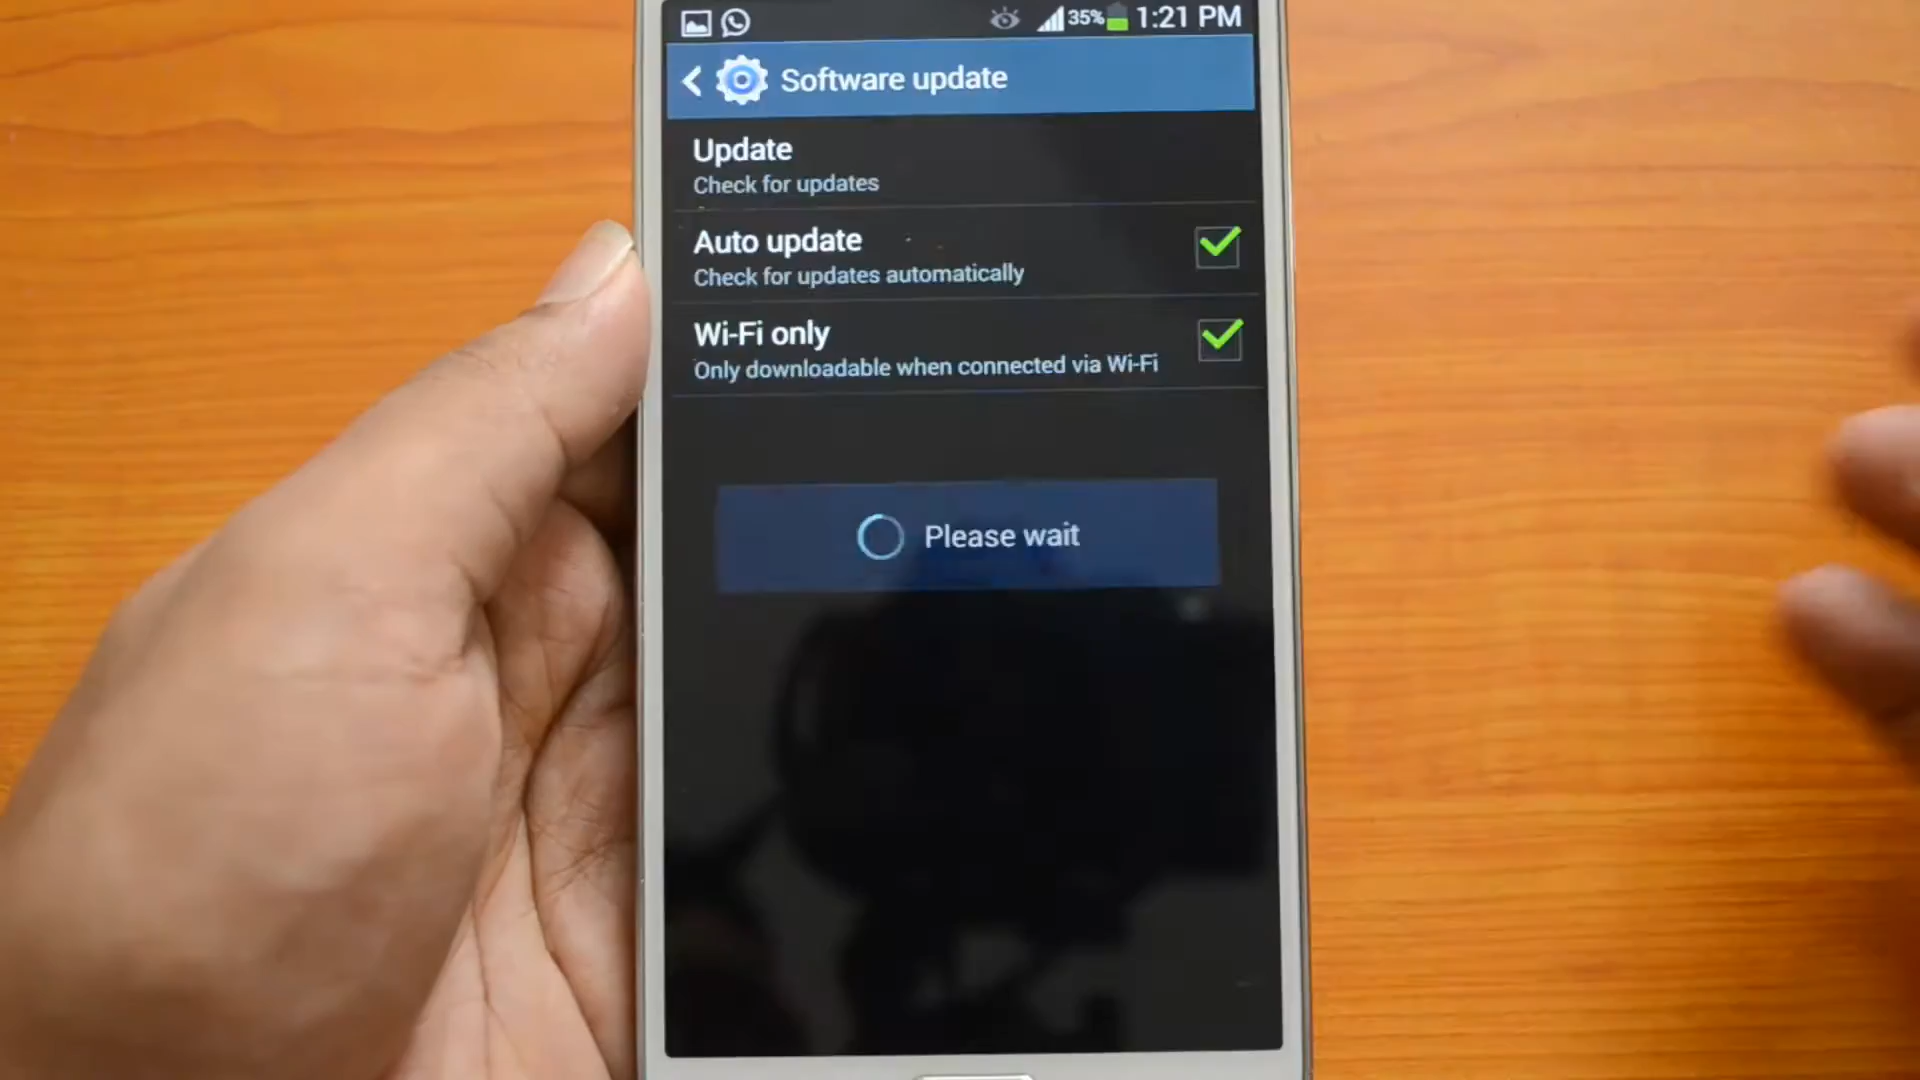 35% 1:21 PM
Software update
Update
Check for updates
Auto update
Check for updates automatically
Wi-Fi only
Only downloadable when connected via Wi-Fi
Please wait